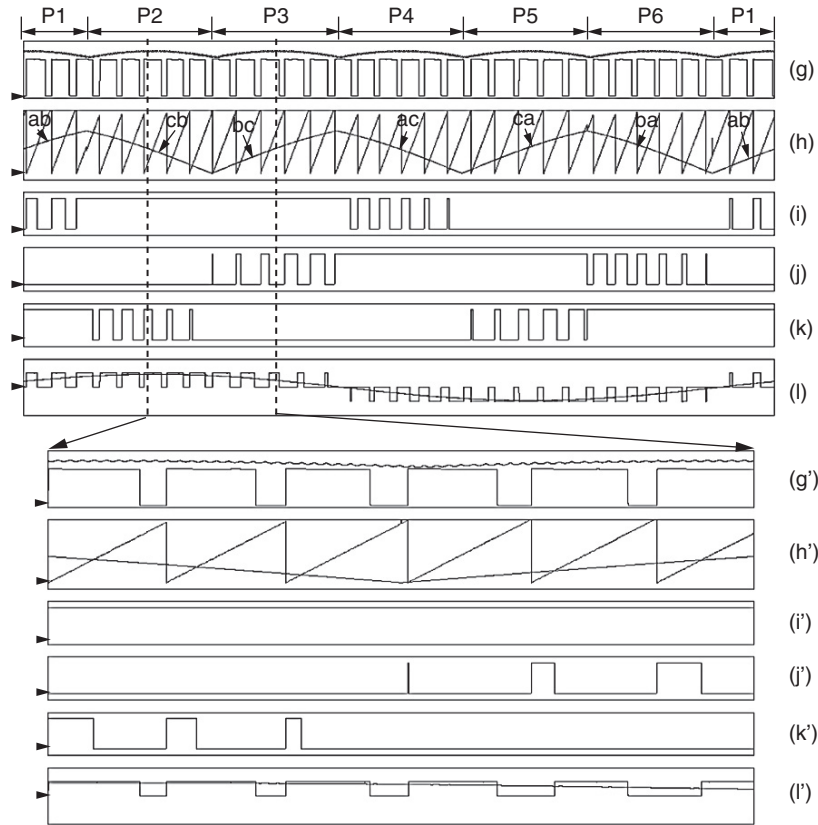 P1 P2 P3 P4 P5 P6 P1
(g)
ab cb bc ac ca ba ab
(h)
(i)
(j)
(k)
(l)
(g')
(h')
(i')
(j')
(k')
(l')